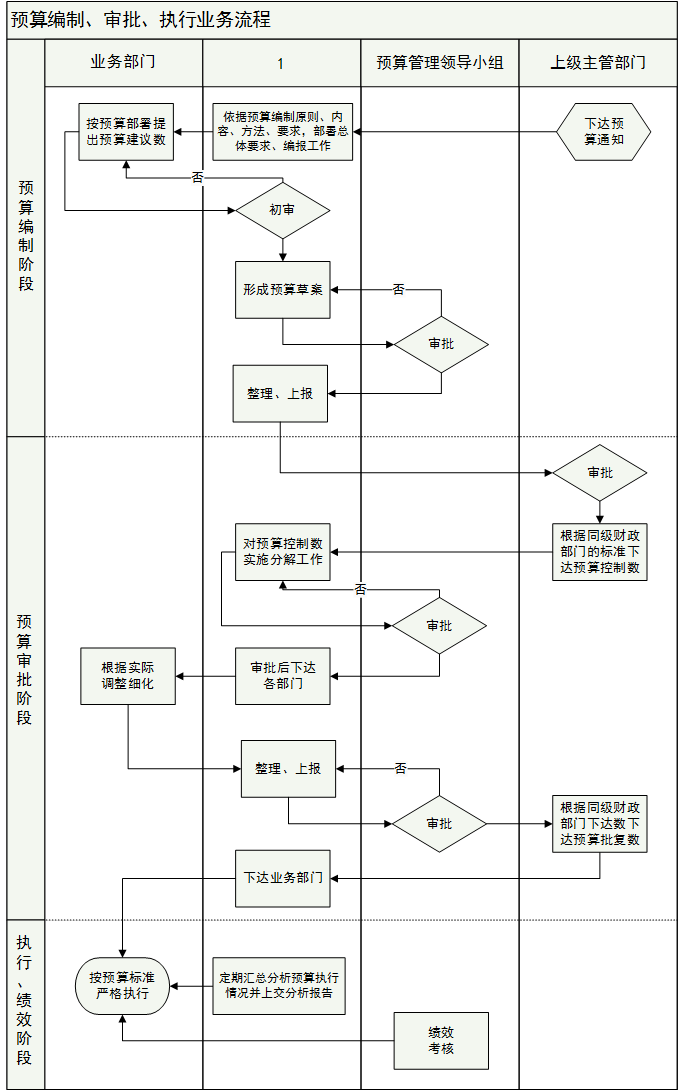 预算编制、审批、执行业务流程
业务部门
1
预算管理领导小组
上级主管部门
预算编制阶段
按预算部署提
出预算建议数
依据预算编制原则、内
容、方法、要求，部署总
体要求、编报工作
下达预
算通知
否
初审
形成预算草案
否
审批
整理、上报
预算审批阶段
审批
对预算控制数
实施分解工作
根据同级财政
部门的标准下
达预算控制数
否
审批
根据实际
调整细化
审批后下达
各部门
整理、上报
否
审批
根据同级财政
部门下达数下
达预算批复数
下达业务部门
执行、绩效阶段
按预算标准
严格执行
定期汇总分析预算执行
情况并上交分析报告
绩效
考核